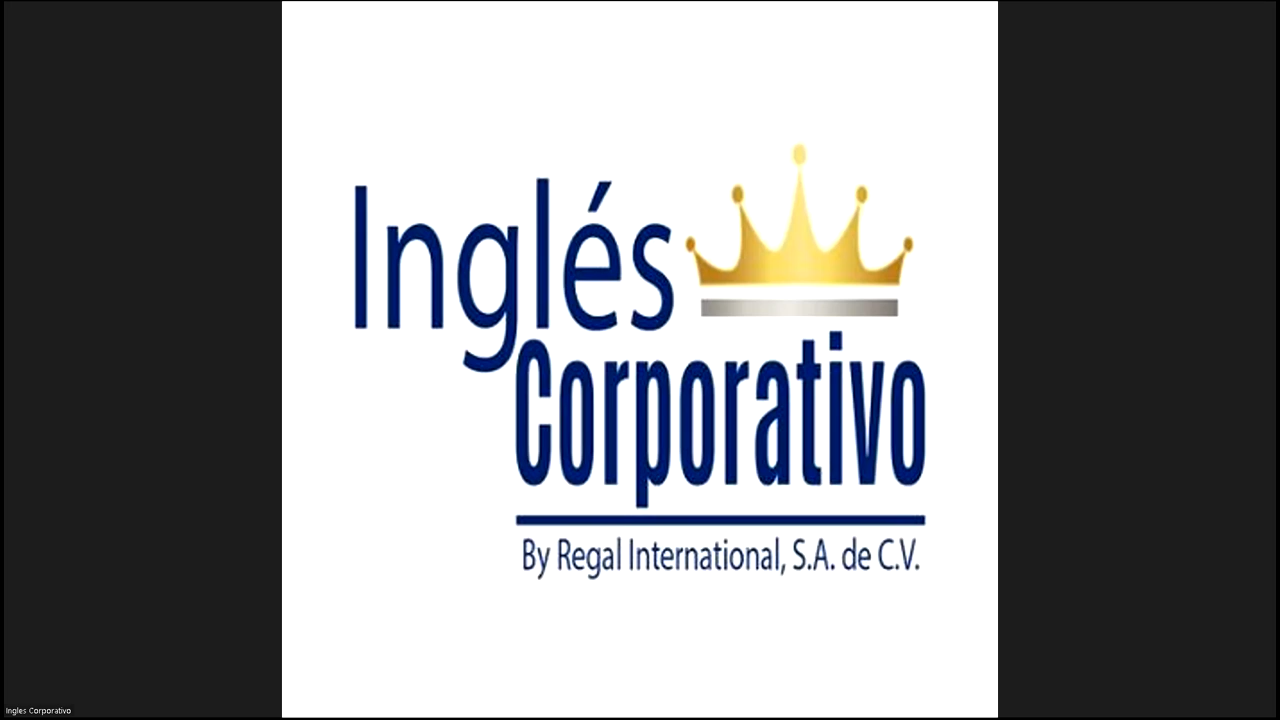 Inglés
Corporativo
By Regal International, S.A. de C.V.
Ingles Corporativo